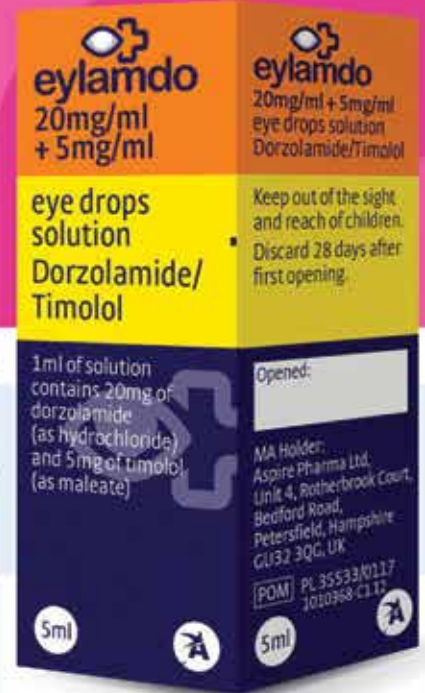 eylamdo
20mg/ml
+ 5mg/ml
eye drops
solution
Dorzolamide/
Timolol
1ml of solution
contains 20mg of
dorzolamide
(as hydrochloride)
and 5mg of timolol
(as maleate)
5ml
eylamdo
20mg/ml + 5mg/ml
eye drops solution
Dorzolamide/Timolol
Keep out of the sight
and reach of children.
Discard 28 days after
first opening.
Opened:
MA Holder:
Aspire Pharma Ltd,
Unit 4, Rotherbrook Court,
Bedford Road,
Petersfield, Hampshire
GU32 3QG, UK
POM PL 35533/0117
1010368-C1.12
5ml